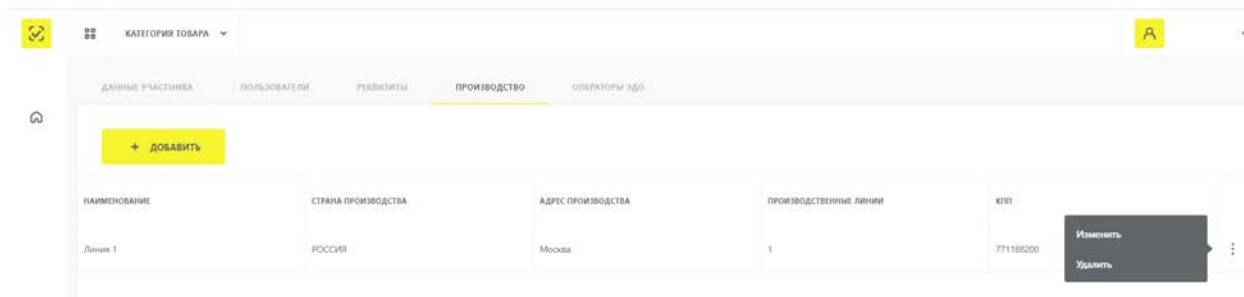 КАТЕГОРИЯ ТОВАРА
ДАННЫЕ УЧАСТНИКА ПОЛЬЗОВАТЕЛИ РЕКВИЗИТЫ ПРОИЗВОДСТВО ОПЕРАТОРЫ ЭДО
+ ДОБАВИТЬ
НАИМЕНОВАНИЕ СТРАНА ПРОИЗВОДСТВА АДРЕС ПРОИЗВОДСТВА ПРОИЗВОДСТВЕННЫЕ ЛИНИИ КПП
Линия 1 РОССИЯ Москва 1 771188200
Изменить
Удалить